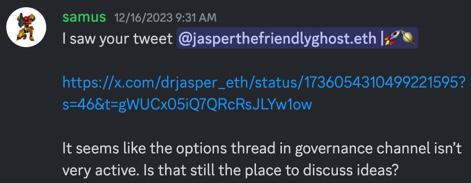 samus 12/16/2023 9:31 AM
I saw your tweet @jasperthefriendlyghost.eth |🚀🪐
https://x.com/drjasper_eth/status/1736054310499221595?
s=46&t=gWUCx05iQ7QRcRsJLYw1ow
It seems like the options thread in governance channel isn't
very active. Is that still the place to discuss ideas?